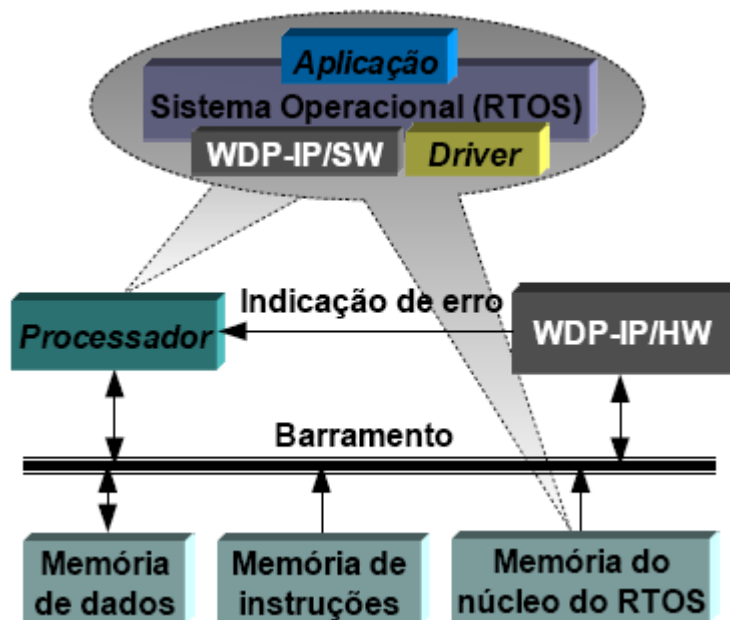 Aplicação
Sistema Operacional (RTOS)
WDP-IP/SW
Driver
Indicação de erro
Processador
WDP-IP/HW
Barramento
Memória
de dados
Memória de
instruções
Memória do
núcleo do RTOS